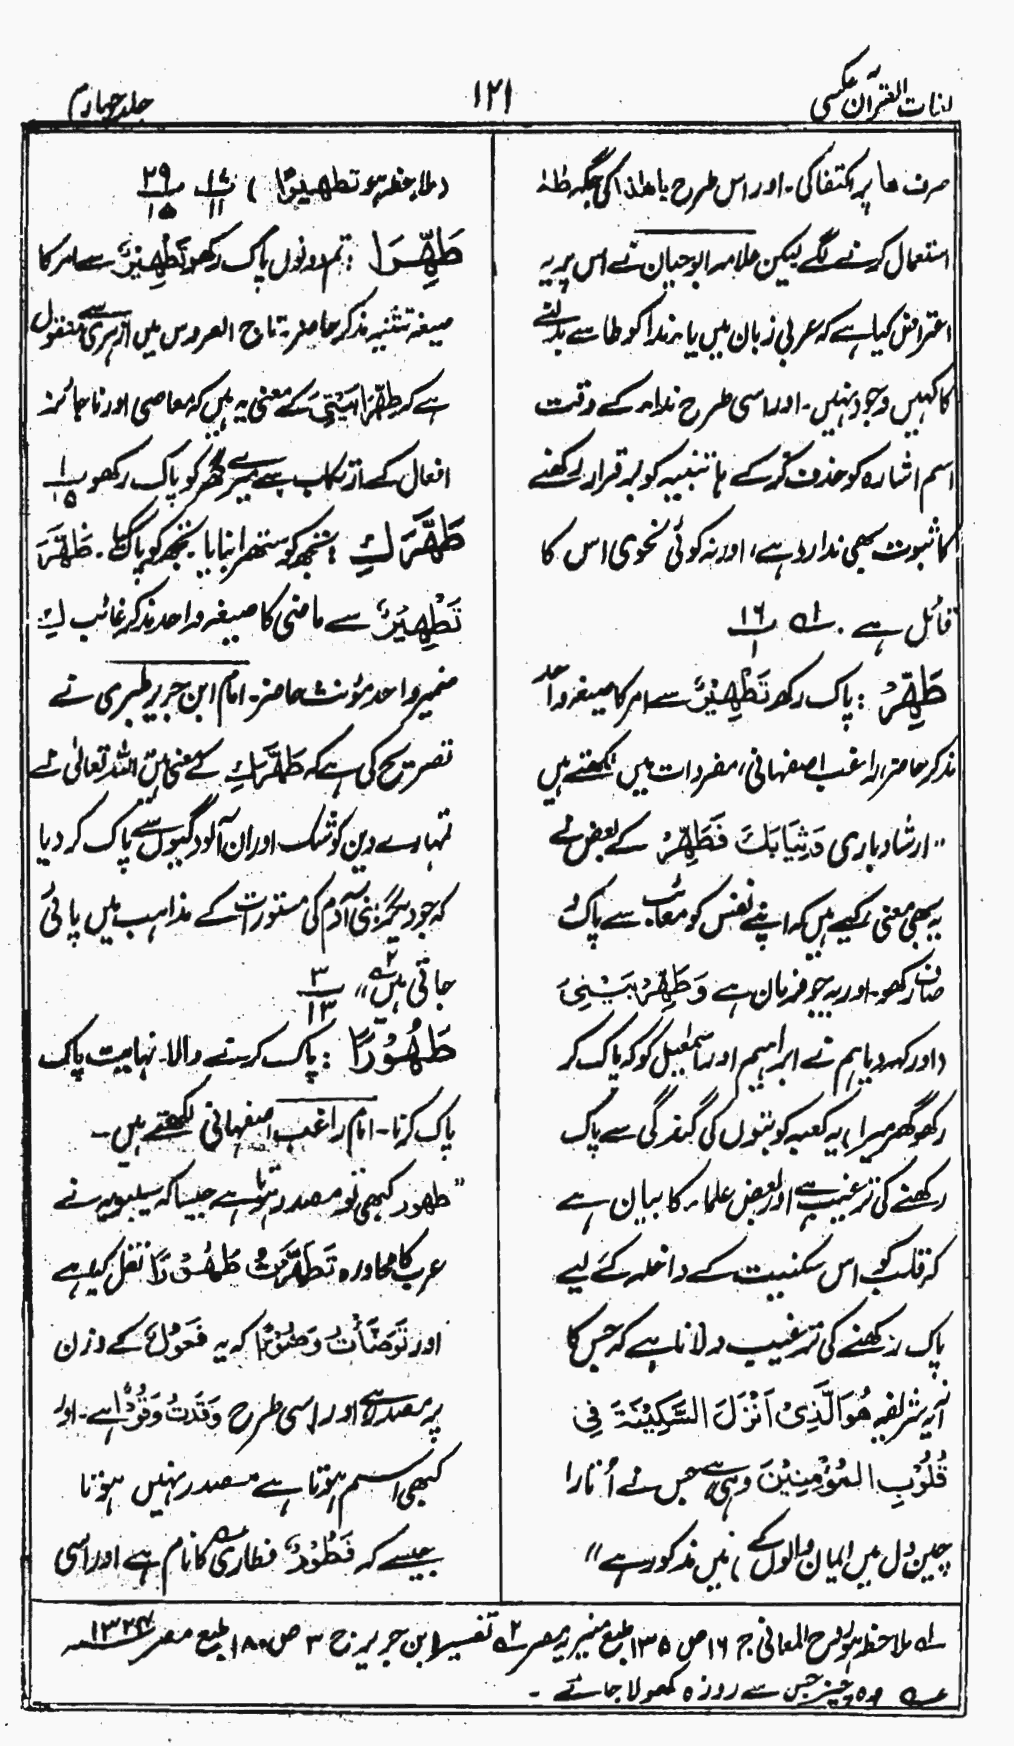 لغات القرآن عکسی
۱۲۱
جلد چہارم
صرف ھا پر اکتفا کی۔ اور اس طرح یا ھذا کی جگہ طٰہٰ
استعمال کرنے لگے لیکن علامہ ابو حیان نے اس پر یہ
اعتراض کیا ہے کہ عربی زبان میں یا، ندا کو طا سے بدلنے
کا کہیں وجود نہیں۔ اور اسی طرح نداء کے وقت
اسم اشارہ کو حذف کرکے ہا تنبیہ کو برقرار رکھنے
کا ثبوت بھی ندارد ہے، اور نہ کوئی نحوی اس کا
قائل ہے۔ لہ ۱۶/۱
طَهِّرْ : پاک رکھ تَطْهِیْرٌ سے امر کا صیغہ واحد
مذکر حاضر، راغب اصفہانی، مفردات میں لکھتے ہیں
"ارشاد باری وَثِیَابَكَ فَطَهِّرْ کے بعض نے
یہ بھی معنی کیے ہیں کہ اپنے نفس کو معائب سے پاک و
صاف رکھو۔ اور یہ جو فرمان ہے وَطَهِّرْ بَیْتِیَ
(اور کہہ دیا ہم نے ابراہیم اور اسمٰعیل کو کہ پاک کر
رکھو گھر میرا) یہ کعبہ کو بتوں کی گندگی سے پاک
رکھنے کی ترغیب ہے اور بعض علماء کا بیان ہے
کہ قلب کو اس سکنیت کے داخلہ کے لیے
پاک رکھنے کی ترغیب دلانا ہے کہ جس کا
آیہ شریفہ هُوَ الَّذِیْ اَنْزَلَ السَّكِیْنَةَ فِیْ
قُلُوْبِ الْمُؤْمِنِیْنَ (وہی ہے جس نے اُتارا
چین دل میں ایمان والوں کے) میں مذکور ہے"
(ملاحظہ ہو تطهیرًا) ۱۷/۱۱ ۲۹/۱۵
طَهِّرَا : تم دونوں پاک رکھو تَطْهِیْرٌ سے امر کا
صیغہ تثنیہ مذکر حاضر، تاج العروس میں ازہری سے منقول
ہے کہ طَهِّرَا بَیْتِیَ کے معنی یہ ہیں کہ معاصی اور ناجائز
افعال کے ارتکاب سے میرے گھر کو پاک رکھو ۱/۱۵
طَهَّرَكِ : تجھ کو ستھرا بنایا۔ تجھ کو پاک کیا۔ طَهَّرَ
تَطْهِیْرٌ سے ماضی کا صیغہ واحد مذکر غائب كِ
ضمیر واحد مؤنث حاضر۔ امام ابن جریر طبری نے
تصریح کی ہے کہ طَهَّرَكِ کے معنی ہیں اللہ تعالیٰ نے
تمہارے دین کو شک اور ان آلودگیوں سے پاک کر دیا
کہ جو دیگر بنی آدم کی مستورات کے مذاہب میں پائی
جاتی ہیں"۲ ۳/۱۳
طَهُوْرًا : پاک کرنے والا۔ نہایت پاک
پاک کرنا۔ امام راغب اصفہانی لکھتے ہیں۔
"طھور کبھی تو مصدر ہوتا ہے جیسا کہ سیبویہ نے
عرب کا محاورہ تَطَهَّرْتُ طَهُوْرًا نقل کیا ہے
اور تَوَضَّأْتُ وَضُوْءًا کہ یہ فَعُوْلٌ کے وزن
پر مصدر ہے اور اسی طرح وَقَدْتُ وَقُوْدًا ہے۔ اور
کبھی اسم ہوتا ہے مصدر نہیں ہوتا
جیسے کہ فَطُوْرٌ فطاری کا نام ہے اور اسی
لہ ملاحظہ ہو روح المعانی ج ۱۶ ص ۱۳۵ طبع منیریہ مصر ۲ تفسیر ابن جریر ج ۳ ص ۱۸۰ طبع مصر
وہ چیز جس سے روزہ کھولا جائے۔